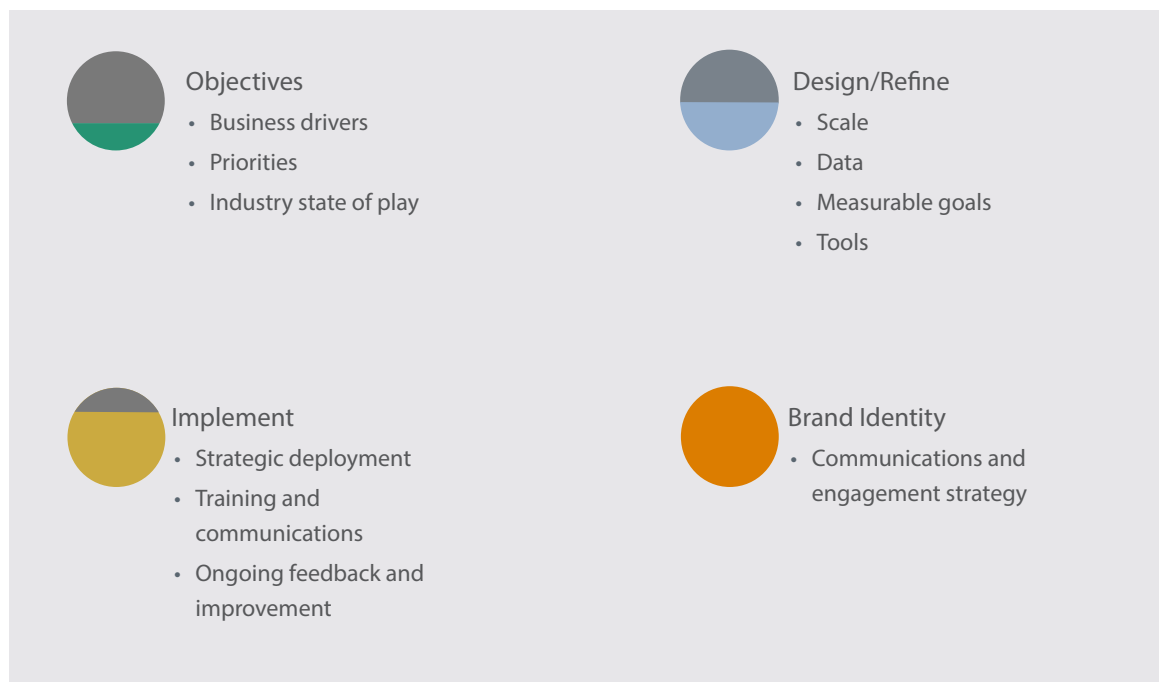 Objectives
• Business drivers
• Priorities
• Industry state of play
Design/Refine
• Scale
• Data
• Measurable goals
• Tools
Implement
• Strategic deployment
• Training and
communications
• Ongoing feedback and
improvement
Brand Identity
• Communications and
engagement strategy